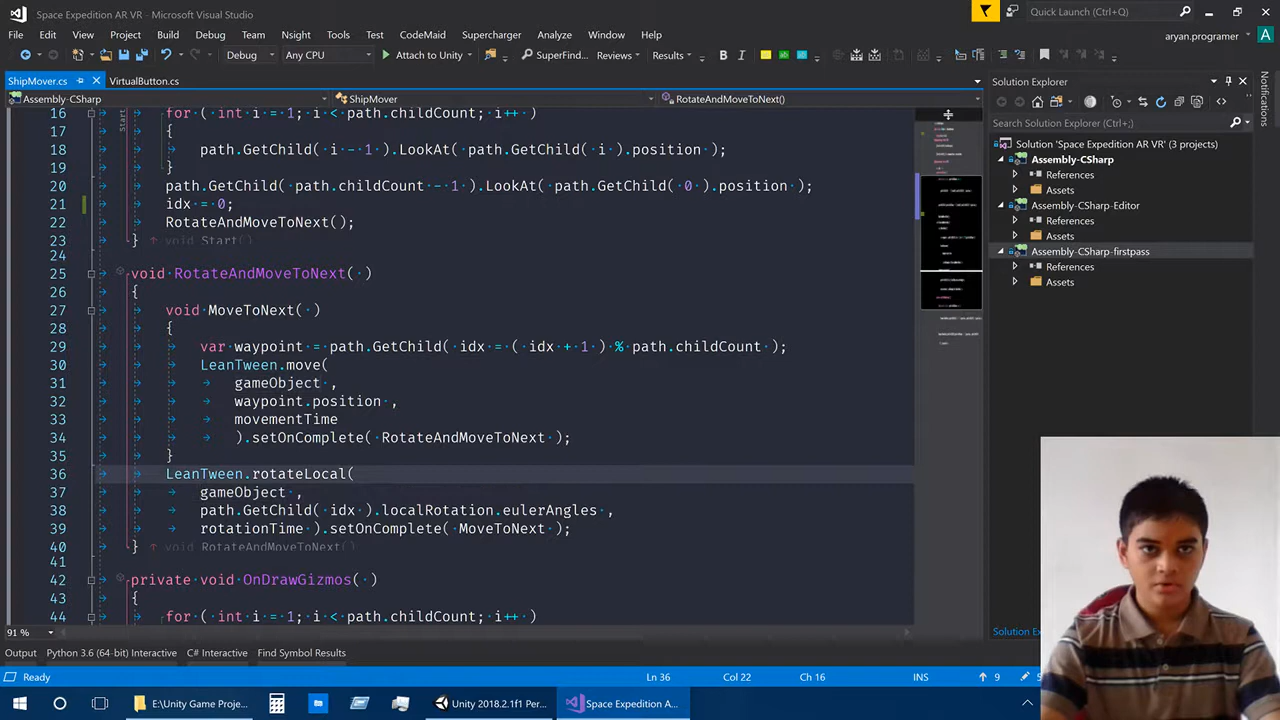 Space Expedition AR VR - Microsoft Visual Studio
Quick Launch (Ctrl+Q)
File Edit View Project Build Debug Team Nsight Tools Test CodeMaid Supercharger Analyze Window Help
aryan.programer A
Debug Any CPU Attach to Unity SuperFind... Reviews Results B I
ShipMover.cs VirtualButton.cs
Solution Explorer
Notifications
Assembly-CSharp ShipMover RotateAndMoveToNext()
Search Solution Explorer (Ctrl+;)
Solution 'Space Expedition AR VR' (3 projects)
Assembly-CSharp
References
Assets
Assembly-CSharp-Editor
References
Assets
Assembly-CSharp-firstpass
References
Assets
Start
16 for ( int i = 1; i < path.childCount; i++ )
17 {
18 path.GetChild( i - 1 ).LookAt( path.GetChild( i ).position );
19 }
20 path.GetChild( path.childCount - 1 ).LookAt( path.GetChild( 0 ).position );
21 idx = 0;
22 RotateAndMoveToNext();
23 } ↑ void Start()
24
25 void RotateAndMoveToNext( )
26 {
27 void MoveToNext( )
28 {
29 var waypoint = path.GetChild( idx = ( idx + 1 ) % path.childCount );
30 LeanTween.move(
31 gameObject ,
32 waypoint.position ,
33 movementTime
34 ).setOnComplete( RotateAndMoveToNext );
35 }
36 LeanTween.rotateLocal(
37 gameObject ,
38 path.GetChild( idx ).localRotation.eulerAngles ,
39 rotationTime ).setOnComplete( MoveToNext );
40 } ↑ void RotateAndMoveToNext()
41
42 private void OnDrawGizmos( )
43 {
44 for ( int i = 1; i < path.childCount; i++ )
91 %
Solution Ex
Output Python 3.6 (64-bit) Interactive C# Interactive Find Symbol Results
Ready Ln 36 Col 22 Ch 16 INS 9
E:\Unity Game Proje... Unity 2018.2.1f1 Per... Space Expedition A...